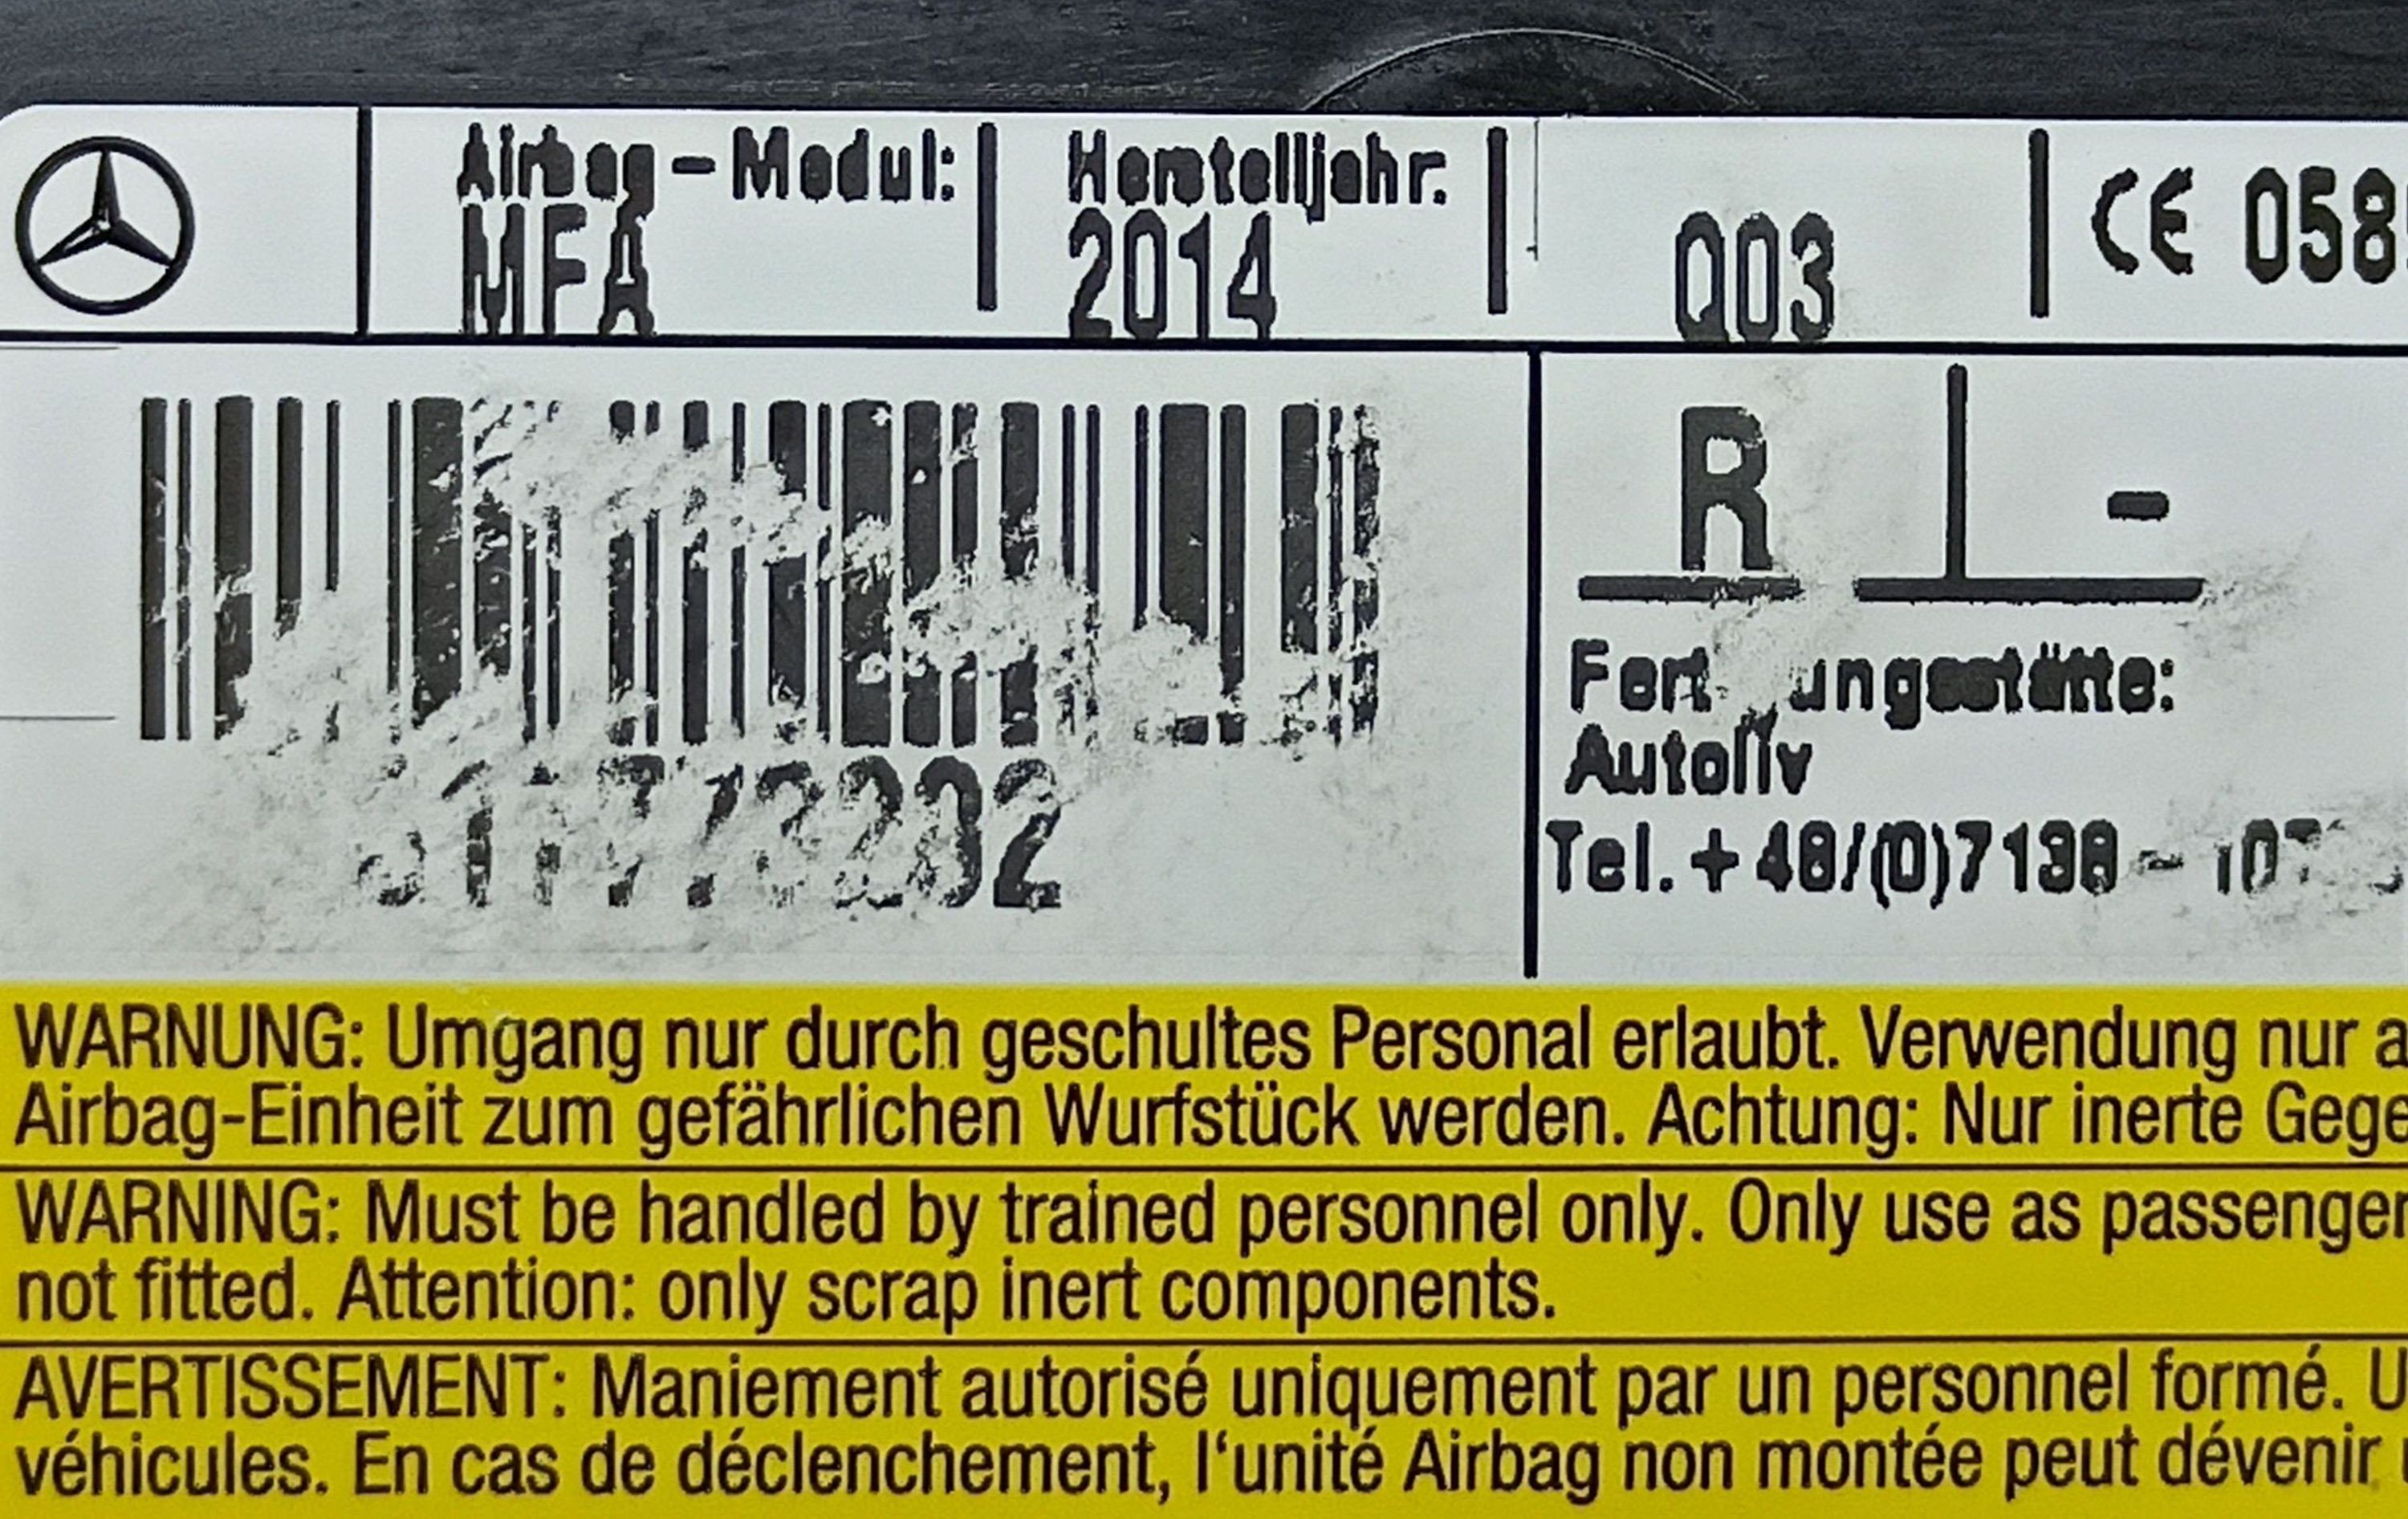 Airbag-Modul:
MFA
Herstelljahr.
2014
Q03
CE 058
R
-
Autoliv
WARNUNG: Umgang nur durch geschultes Personal erlaubt. Verwendung nur a
Airbag-Einheit zum gefährlichen Wurfstück werden. Achtung: Nur inerte Gege
WARNING: Must be handled by trained personnel only. Only use as passenger
not fitted. Attention: only scrap inert components.
AVERTISSEMENT: Maniement autorisé uniquement par un personnel formé. U
véhicules. En cas de déclenchement, l‘unité Airbag non montée peut dévenir